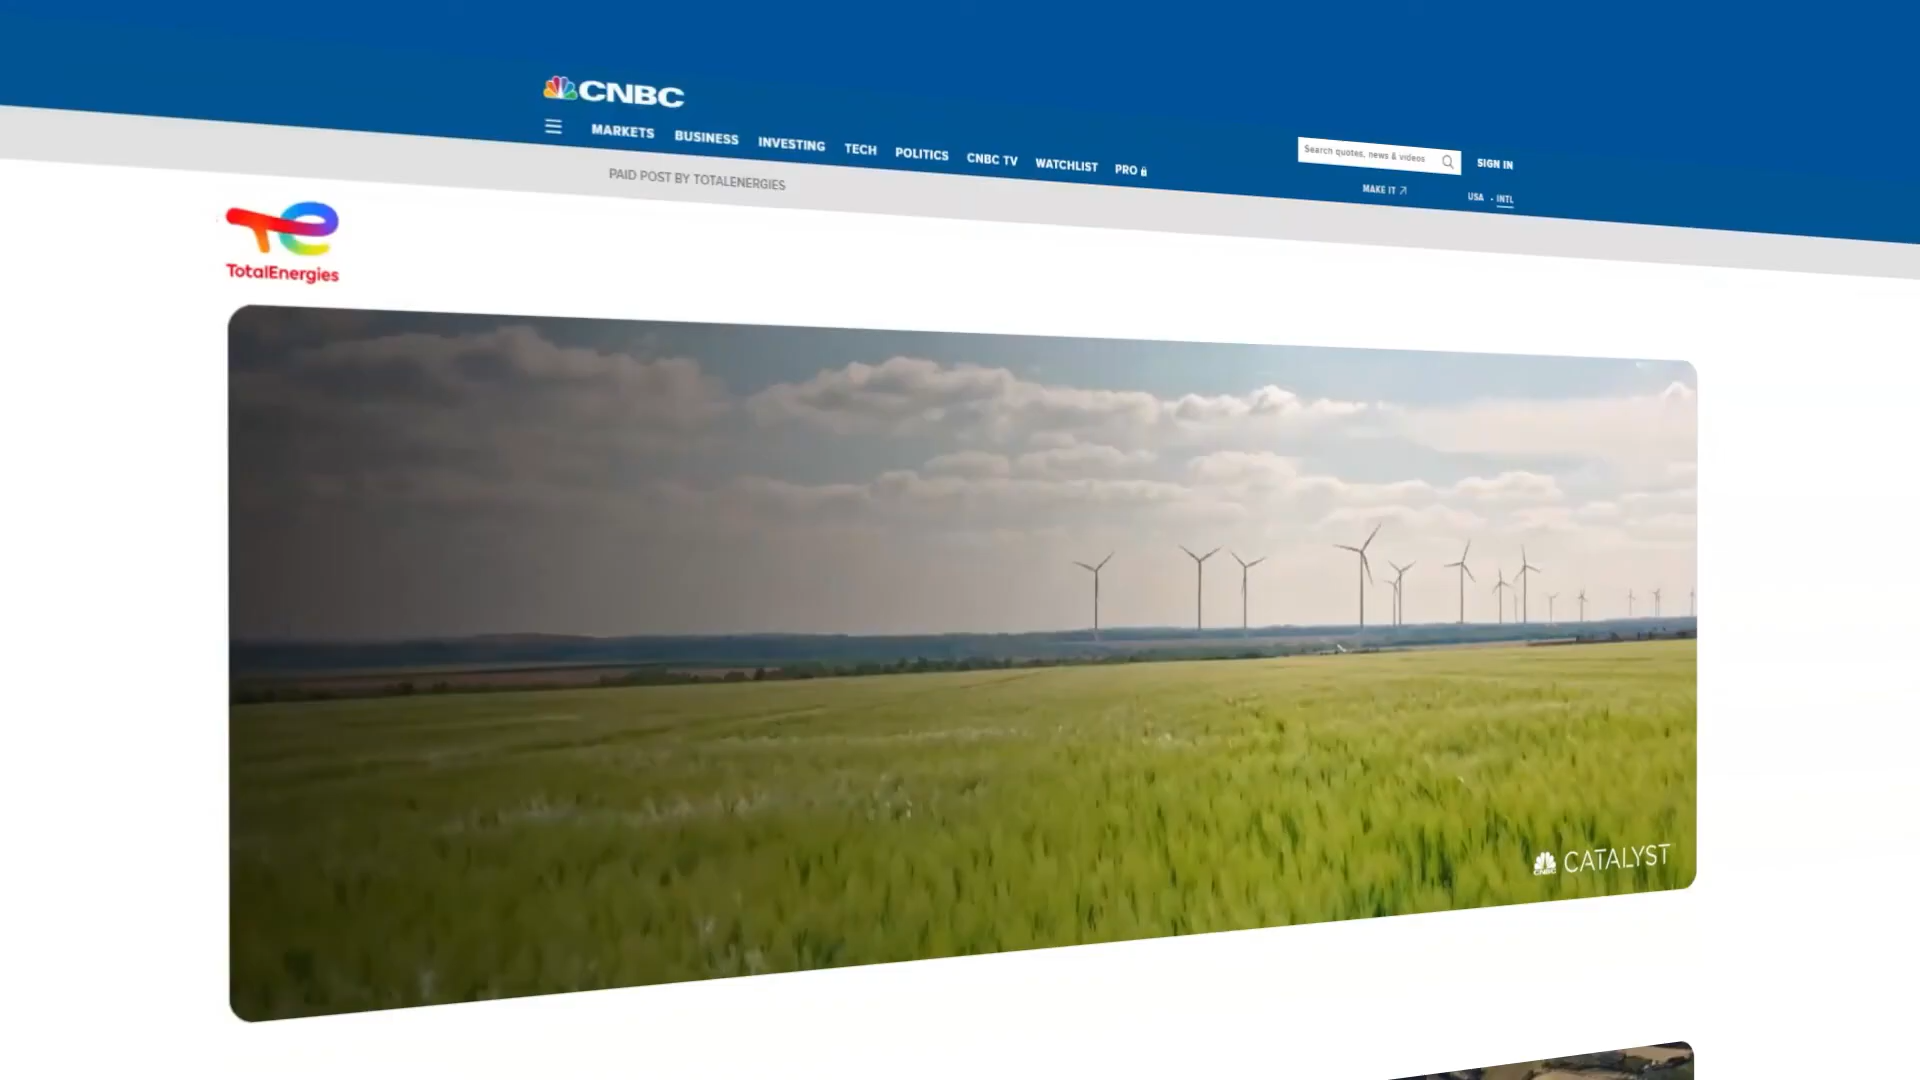 CNBC
MARKETS BUSINESS INVESTING TECH POLITICS CNBC TV WATCHLIST PRO
Search quotes, news & videos
SIGN IN
MAKE IT
USA • INTL
PAID POST BY TOTALENERGIES
TotalEnergies
CNBC CATALYST